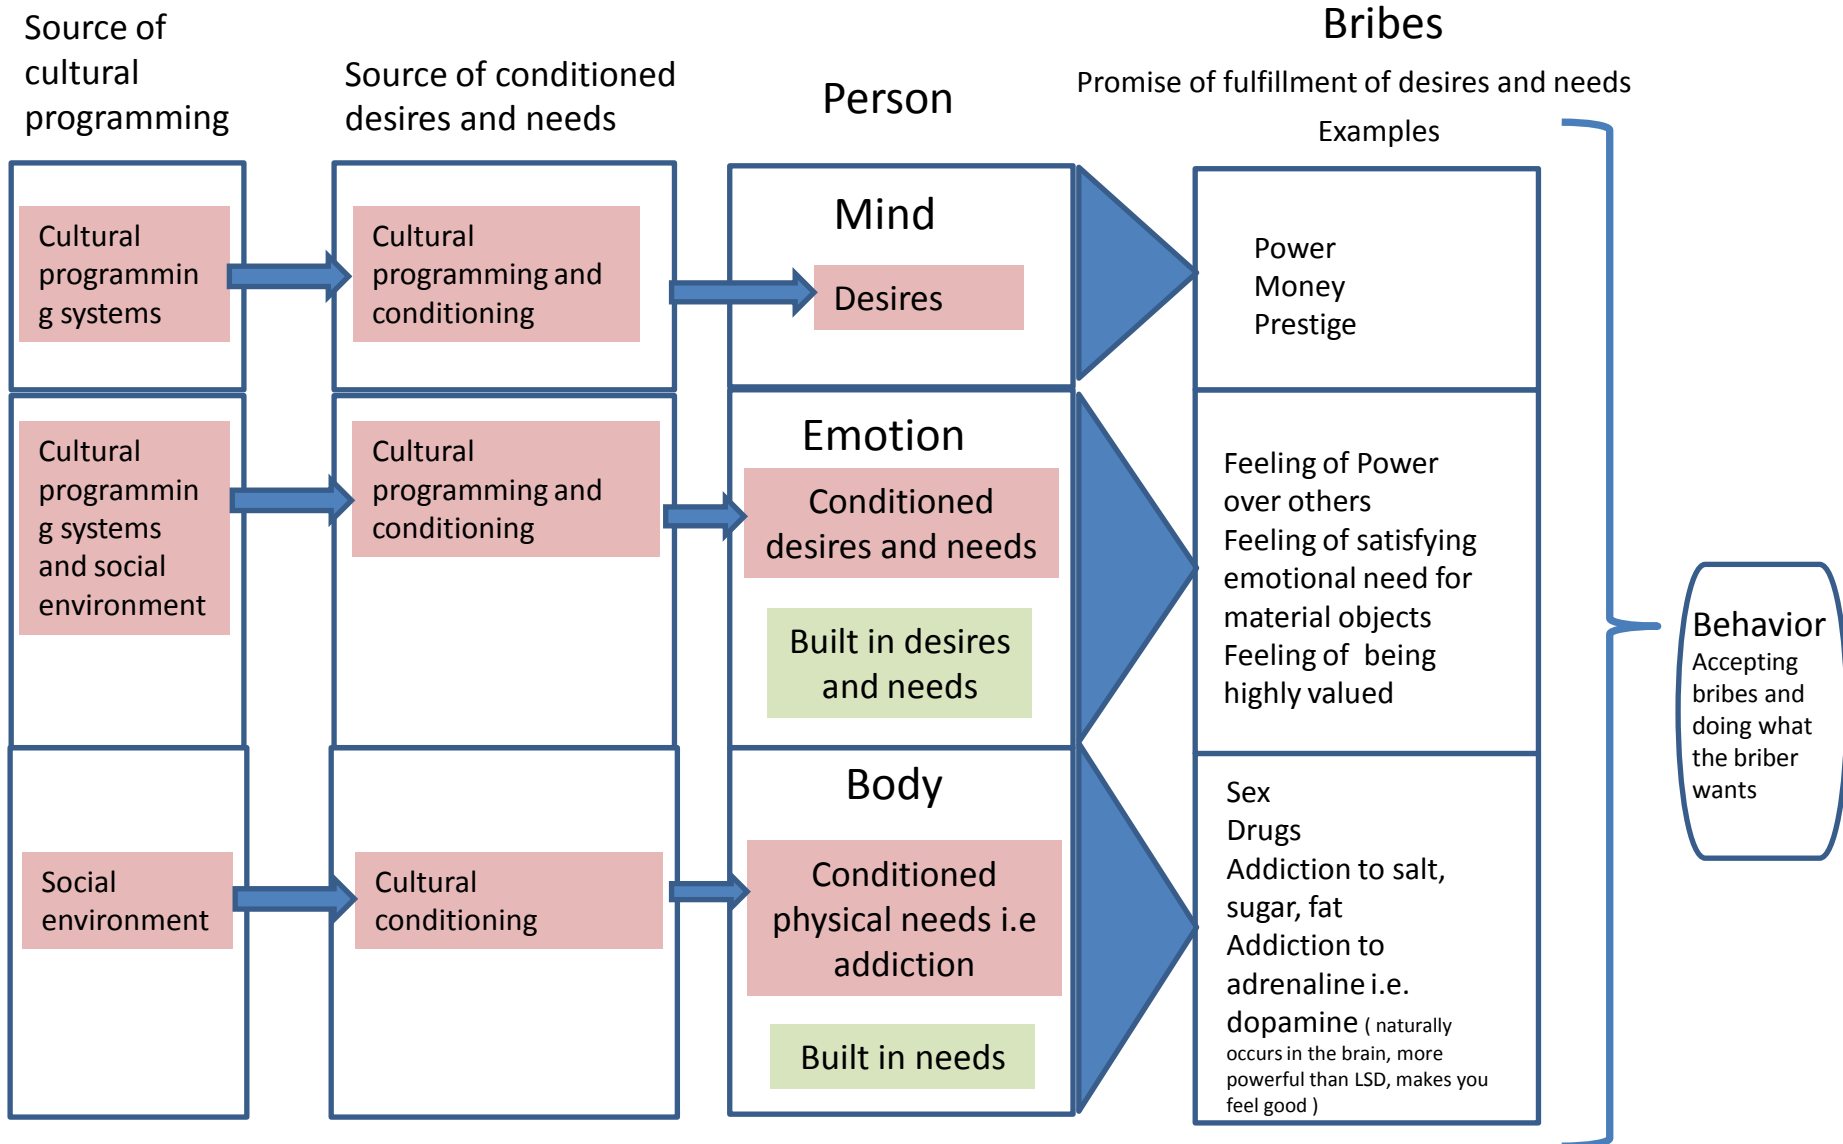 Source of
cultural
programming
Source of conditioned
desires and needs
Person
Bribes
Promise of fulfillment of desires and needs
Examples
Cultural
programmin
g systems
Cultural
programming and
conditioning
Mind
Desires
Power
Money
Prestige
Cultural
programmin
g systems
and social
environment
Cultural
programming and
conditioning
Emotion
Conditioned
desires and needs
Built in desires
and needs
Feeling of Power
over others
Feeling of satisfying
emotional need for
material objects
Feeling of being
highly valued
Social
environment
Cultural
conditioning
Body
Conditioned
physical needs i.e
addiction
Built in needs
Sex
Drugs
Addiction to salt,
sugar, fat
Addiction to
adrenaline i.e.
dopamine ( naturally
occurs in the brain, more
powerful than LSD, makes you
feel good )
Behavior
Accepting
bribes and
doing what
the briber
wants